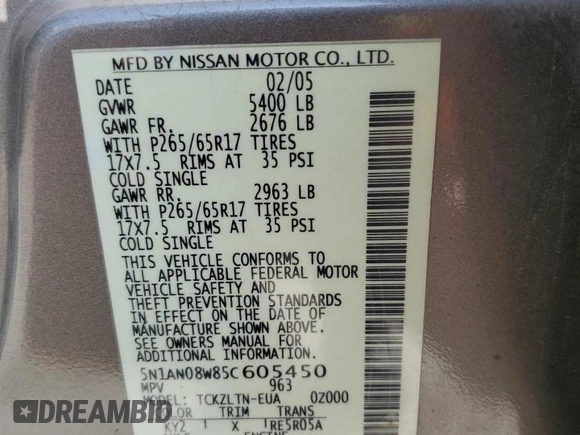 MFD BY NISSAN MOTOR CO., LTD.
DATE 02/05
GVWR 5400 LB
GAWR FR. 2676 LB
WITH P265/65R17 TIRES
17X7.5 RIMS AT 35 PSI
COLD SINGLE
GAWR RR. 2963 LB
WITH P265/65R17 TIRES
17X7.5 RIMS AT 35 PSI
COLD SINGLE
THIS VEHICLE CONFORMS TO
ALL APPLICABLE FEDERAL MOTOR
VEHICLE SAFETY AND
THEFT PREVENTION STANDARDS
IN EFFECT ON THE DATE OF
MANUFACTURE SHOWN ABOVE.
SEE OWNERS MANUAL FOR
ADDITIONAL INFORMATION
5N1AN08W85C605450
MPV 963
MODEL: TCKZLTN-EUA 0Z000
COLOR TRIM TRANS
KY2 X RE5R05A
DREAMBID
dreambid.com